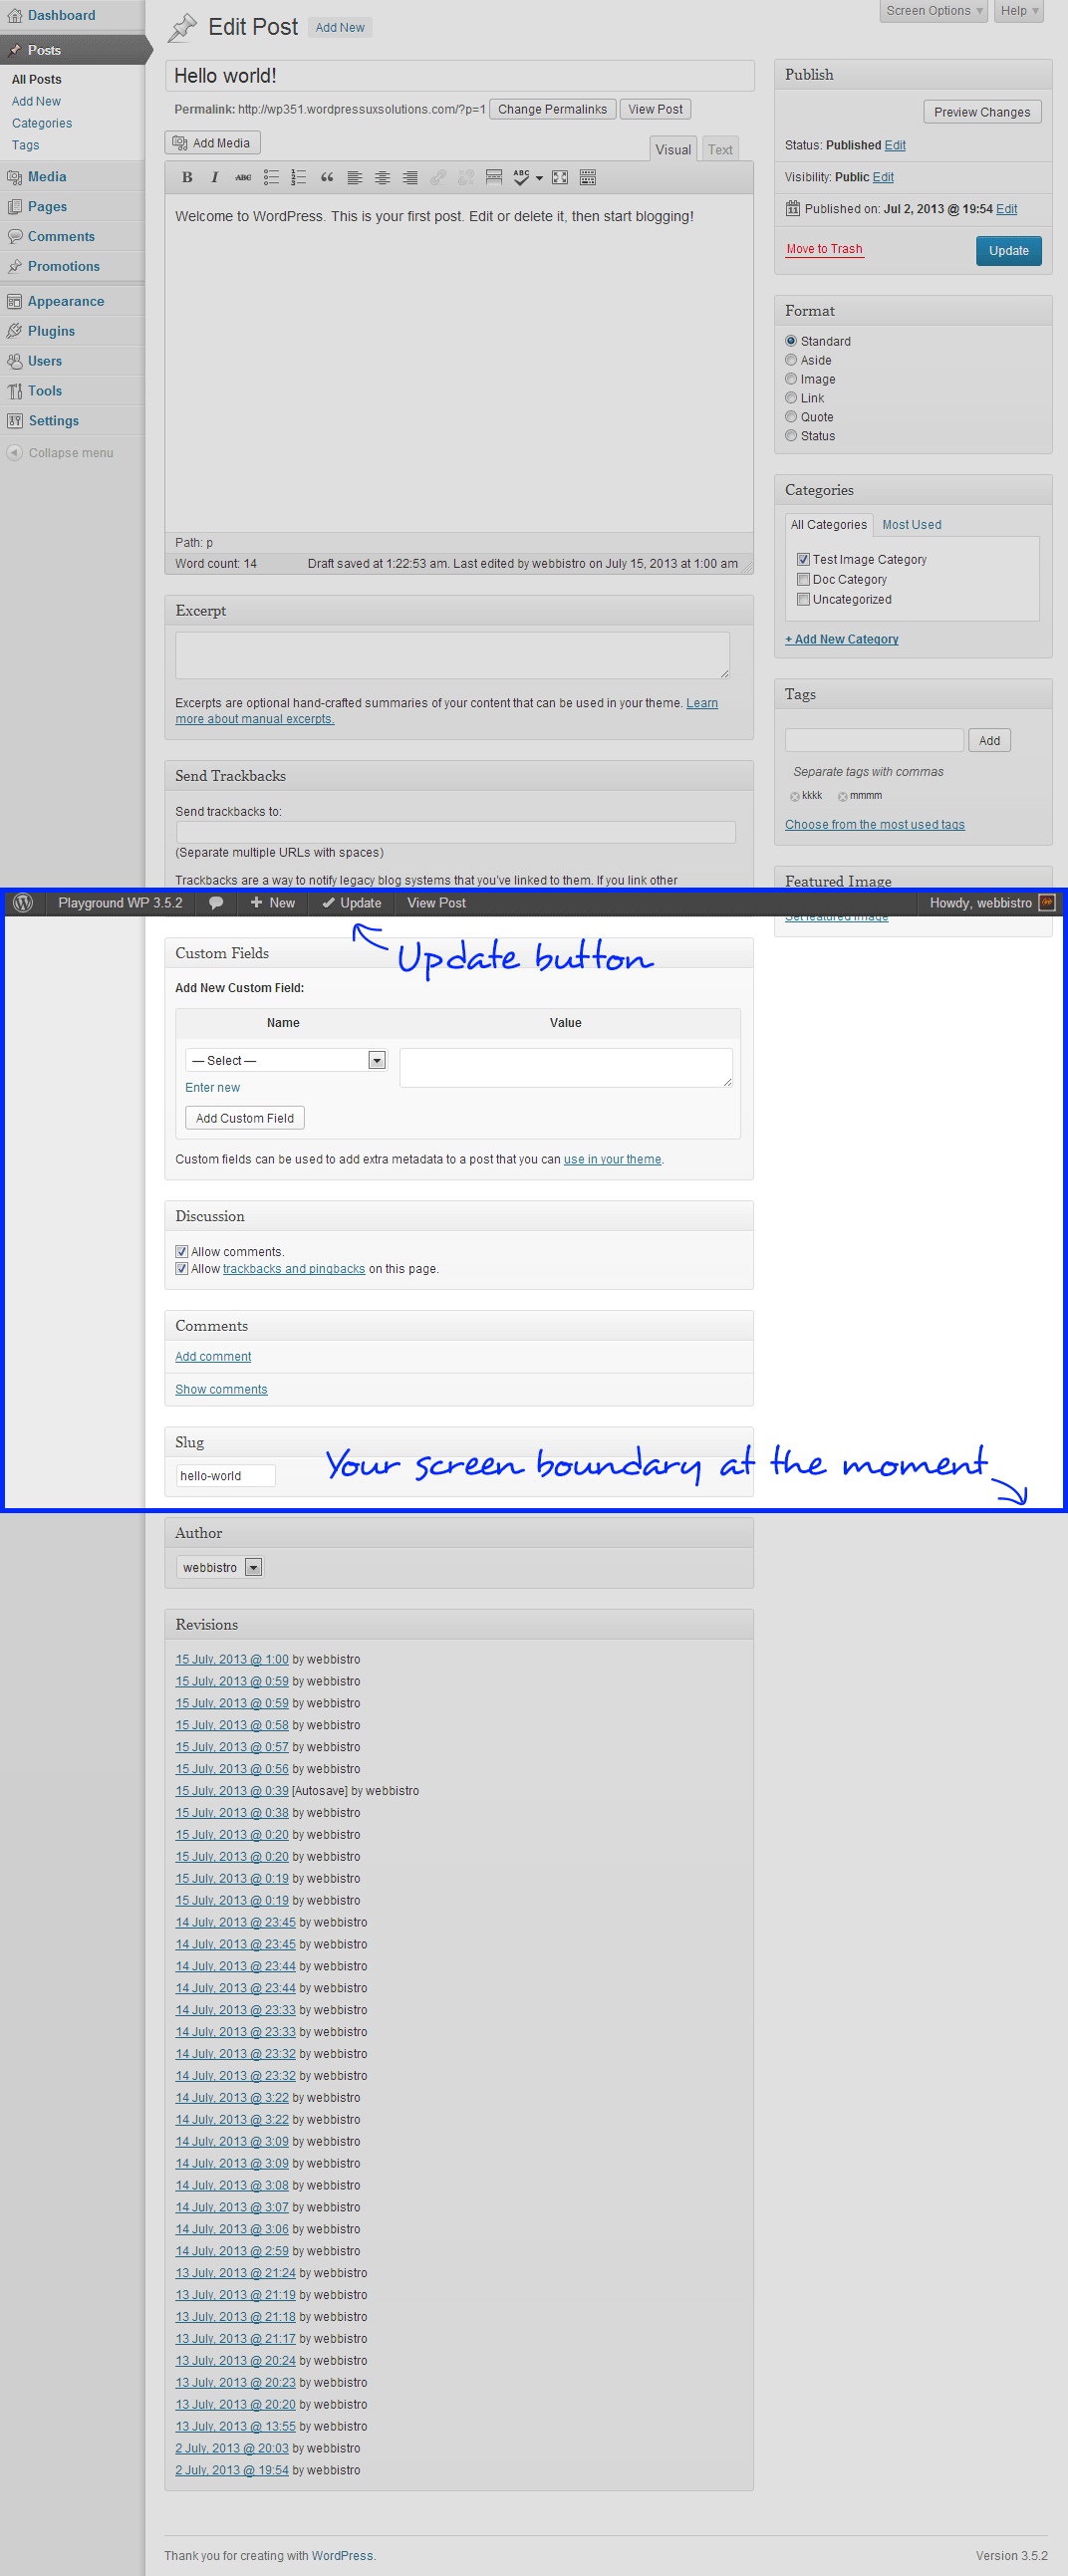 Dashboard
Posts
All Posts
Add New
Categories
Tags
Media
Pages
Comments
Promotions
Appearance
Plugins
Users
Tools
Settings
Collapse menu
Screen Options
Help
Edit Post Add New
Hello world!
Permalink: http://wp351.wordpressuxsolutions.com/?p=1 Change Permalinks View Post
Add Media
Visual Text
B I ABC ABC
Welcome to WordPress. This is your first post. Edit or delete it, then start blogging!
Path: p
Word count: 14 Draft saved at 1:22:53 am. Last edited by webbistro on July 15, 2013 at 1:00 am
Excerpt
Excerpts are optional hand-crafted summaries of your content that can be used in your theme. Learn
more about manual excerpts.
Send Trackbacks
Send trackbacks to:
(Separate multiple URLs with spaces)
Trackbacks are a way to notify legacy blog systems that you've linked to them. If you link other
Publish
Preview Changes
Status: Published Edit
Visibility: Public Edit
11 Published on: Jul 2, 2013 @ 19:54 Edit
Move to Trash Update
Format
Standard
Aside
Image
Link
Quote
Status
Categories
All Categories Most Used
Test Image Category
Doc Category
Uncategorized
+ Add New Category
Tags
Add
Separate tags with commas
kkkk mmmm
Choose from the most used tags
Featured Image
Set featured image
Playground WP 3.5.2 New Update View Post Howdy, webbistro
Update button
Custom Fields
Add New Custom Field:
Name Value
— Select —
Enter new
Add Custom Field
Custom fields can be used to add extra metadata to a post that you can use in your theme.
Discussion
Allow comments.
Allow trackbacks and pingbacks on this page.
Comments
Add comment
Show comments
Slug
hello-world
Your screen boundary at the moment
Author
webbistro
Revisions
15 July, 2013 @ 1:00 by webbistro
15 July, 2013 @ 0:59 by webbistro
15 July, 2013 @ 0:59 by webbistro
15 July, 2013 @ 0:58 by webbistro
15 July, 2013 @ 0:57 by webbistro
15 July, 2013 @ 0:56 by webbistro
15 July, 2013 @ 0:39 [Autosave] by webbistro
15 July, 2013 @ 0:38 by webbistro
15 July, 2013 @ 0:20 by webbistro
15 July, 2013 @ 0:20 by webbistro
15 July, 2013 @ 0:19 by webbistro
15 July, 2013 @ 0:19 by webbistro
14 July, 2013 @ 23:45 by webbistro
14 July, 2013 @ 23:45 by webbistro
14 July, 2013 @ 23:44 by webbistro
14 July, 2013 @ 23:44 by webbistro
14 July, 2013 @ 23:33 by webbistro
14 July, 2013 @ 23:33 by webbistro
14 July, 2013 @ 23:32 by webbistro
14 July, 2013 @ 23:32 by webbistro
14 July, 2013 @ 3:22 by webbistro
14 July, 2013 @ 3:22 by webbistro
14 July, 2013 @ 3:09 by webbistro
14 July, 2013 @ 3:09 by webbistro
14 July, 2013 @ 3:08 by webbistro
14 July, 2013 @ 3:07 by webbistro
14 July, 2013 @ 3:06 by webbistro
14 July, 2013 @ 2:59 by webbistro
13 July, 2013 @ 21:24 by webbistro
13 July, 2013 @ 21:19 by webbistro
13 July, 2013 @ 21:18 by webbistro
13 July, 2013 @ 21:17 by webbistro
13 July, 2013 @ 20:24 by webbistro
13 July, 2013 @ 20:23 by webbistro
13 July, 2013 @ 20:20 by webbistro
13 July, 2013 @ 13:55 by webbistro
2 July, 2013 @ 20:03 by webbistro
2 July, 2013 @ 19:54 by webbistro
Thank you for creating with WordPress. Version 3.5.2